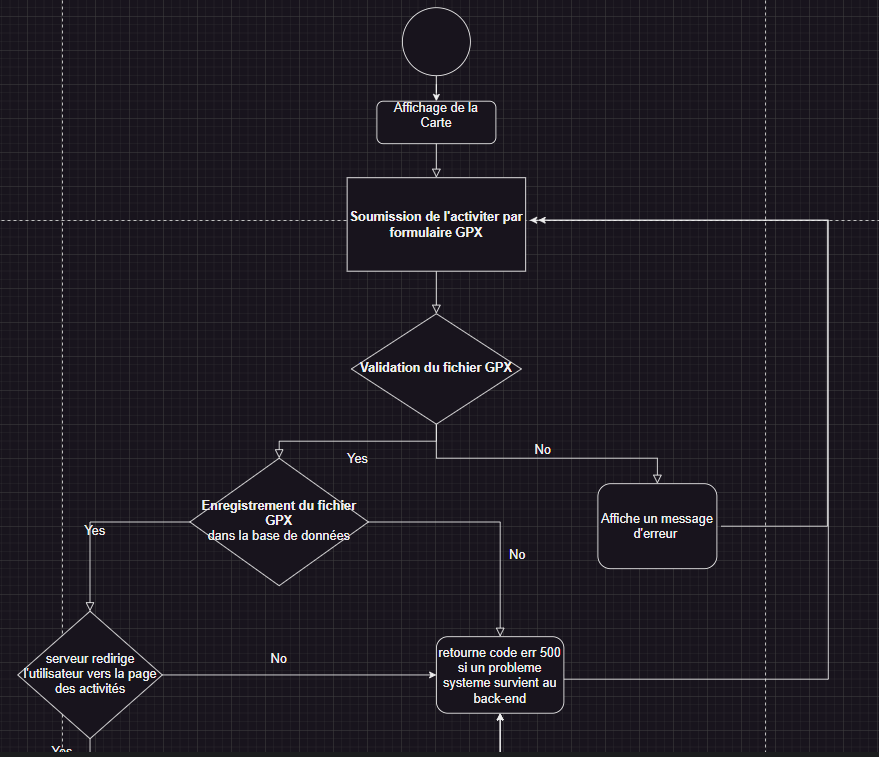 Affichage de la
Carte
Soumission de l'activiter par
formulaire GPX
Validation du fichier GPX
Yes
No
Enregistrement du fichier
GPX
dans la base de données
Affiche un message
d'erreur
Yes
No
serveur redirige
l'utilisateur vers la page
des activités
No
retourne code err 500
si un probleme
systeme survient au
back-end
Yes